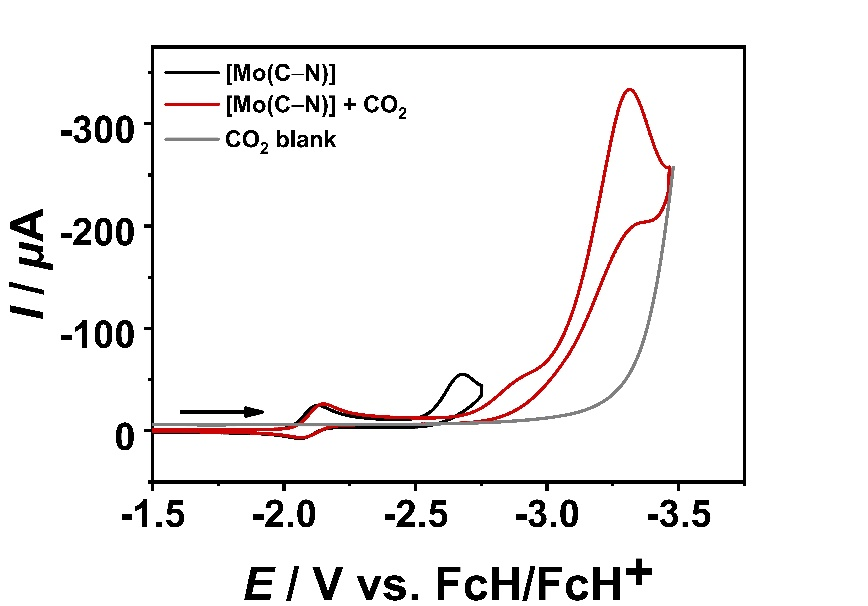 [Mo(C–N)]
[Mo(C–N)] + CO₂
CO₂ blank
I / µA
-300
-200
-100
0
-1.5 -2.0 -2.5 -3.0 -3.5
E / V vs. FcH/FcH⁺